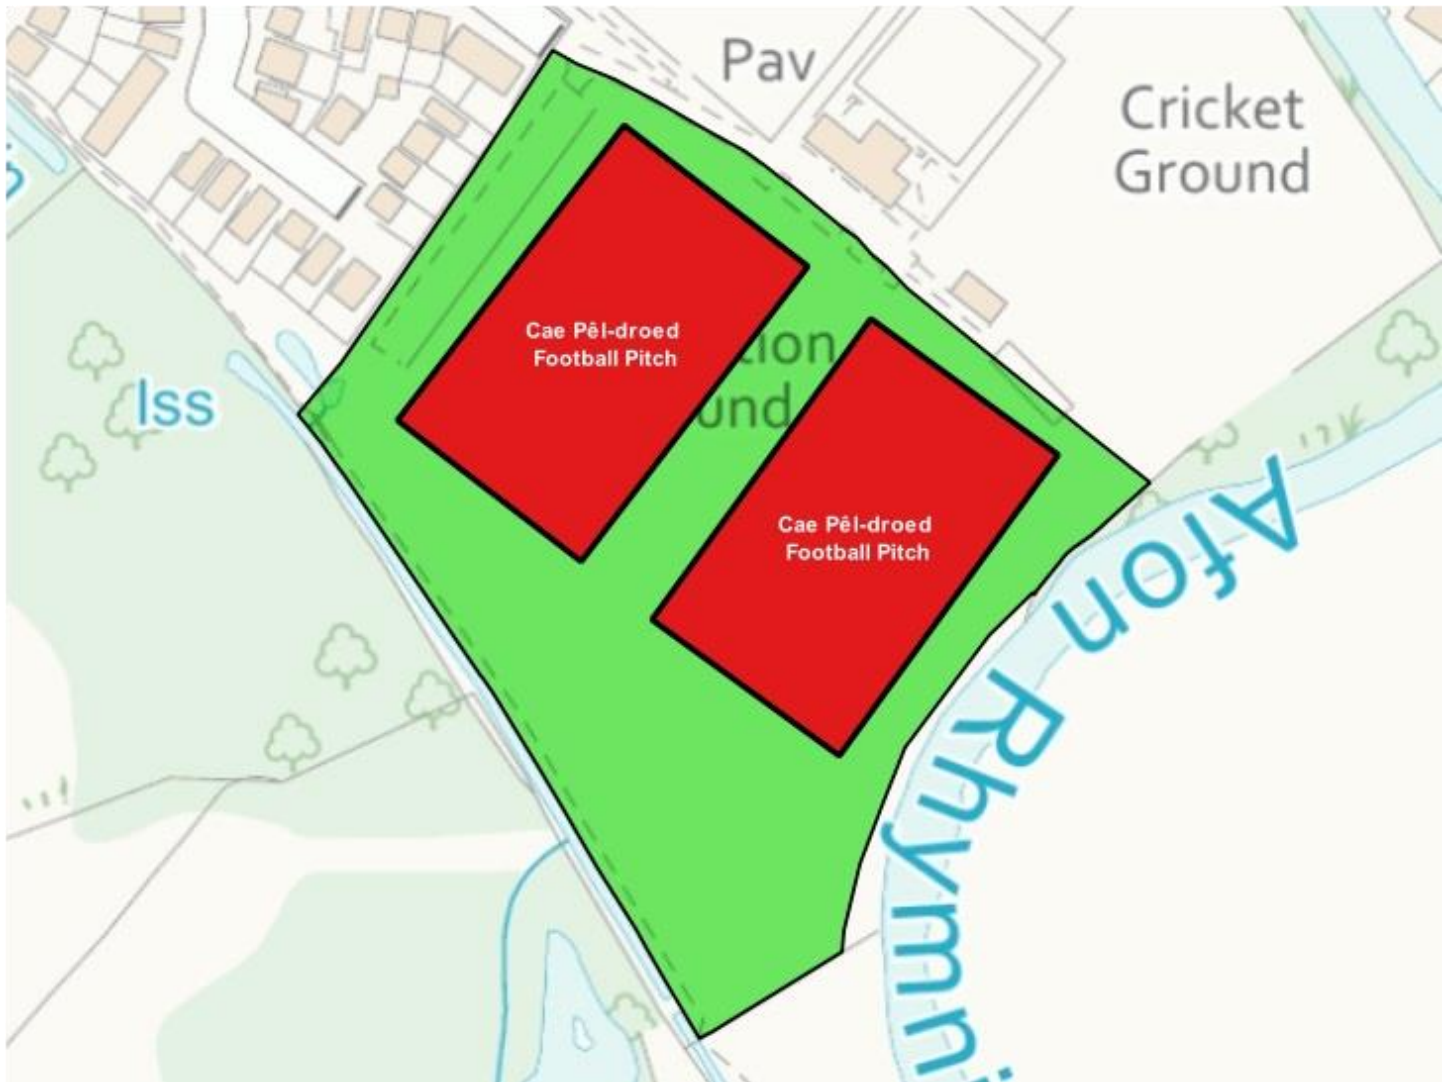 Pav
Cricket
Ground
Cae Pêl-droed
Football Pitch
Iss
Cae Pêl-droed
Football Pitch
Afon Rhymni